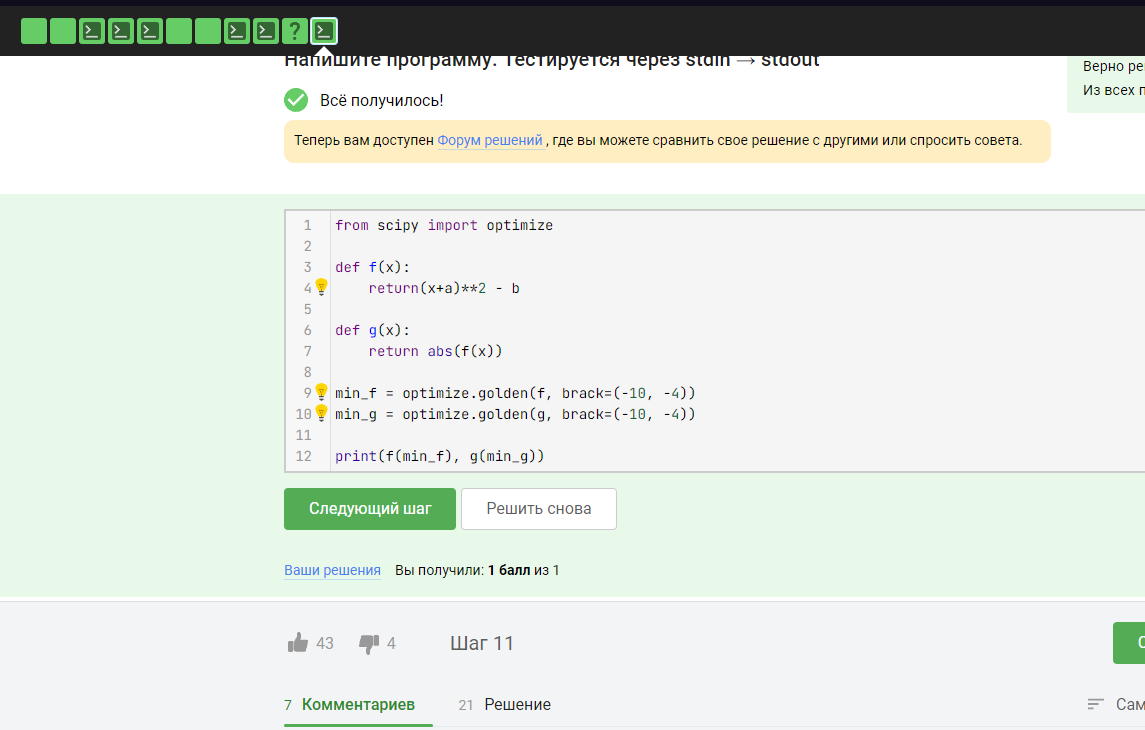 ?
Напишите программу. Тестируется через stdin → stdout
Верно ре
Всё получилось!
Из всех п
Теперь вам доступен Форум решений , где вы можете сравнить свое решение с другими или спросить совета.
1 from scipy import optimize
2
3 def f(x):
4     return(x+a)**2 - b
5
6 def g(x):
7     return abs(f(x))
8
9 min_f = optimize.golden(f, brack=(-10, -4))
10 min_g = optimize.golden(g, brack=(-10, -4))
11
12 print(f(min_f), g(min_g))
Следующий шаг Решить снова
Ваши решения Вы получили: 1 балл из 1
43 4 Шаг 11
7 Комментариев 21 Решение Сам